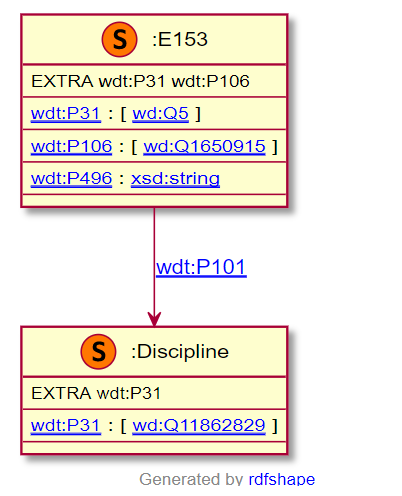 S :E153
EXTRA wdt:P31 wdt:P106
wdt:P31 : [ wd:Q5 ]
wdt:P106 : [ wd:Q1650915 ]
wdt:P496 : xsd:string
wdt:P101
S :Discipline
EXTRA wdt:P31
wdt:P31 : [ wd:Q11862829 ]
Generated by rdfshape